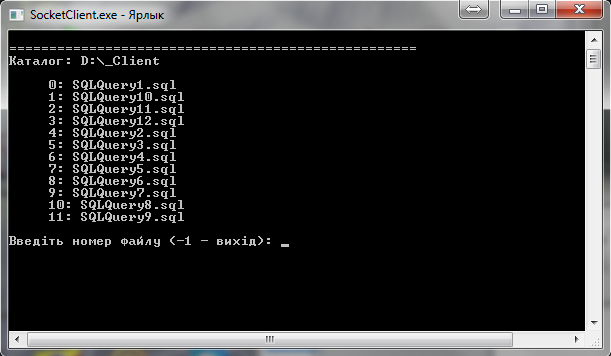 SocketClient.exe - Ярлык
===================================================
Каталог: D:\_Client
0: SQLQuery1.sql
1: SQLQuery10.sql
2: SQLQuery11.sql
3: SQLQuery12.sql
4: SQLQuery2.sql
5: SQLQuery3.sql
6: SQLQuery4.sql
7: SQLQuery5.sql
8: SQLQuery6.sql
9: SQLQuery7.sql
10: SQLQuery8.sql
11: SQLQuery9.sql
Введіть номер файлу (-1 - вихід): _